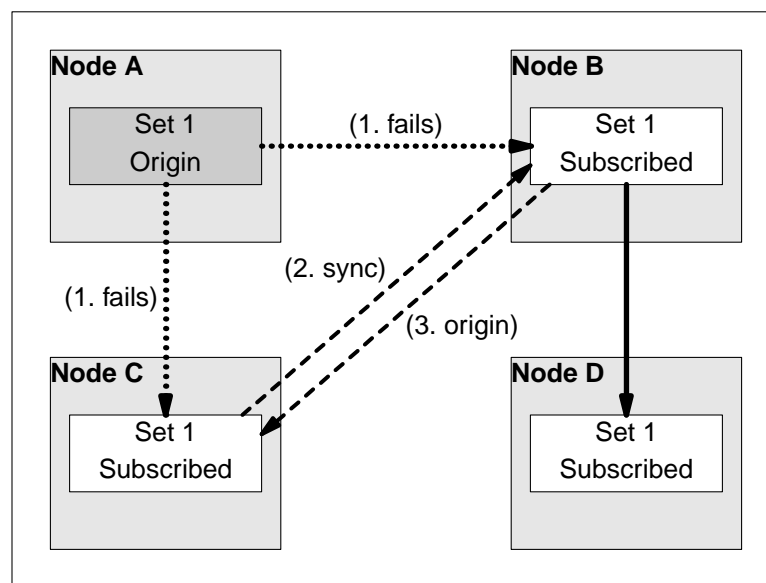 Node A
Set 1
Origin
(1. fails)
Node B
Set 1
Subscribed
(1. fails)
(2. sync)
(3. origin)
Node C
Set 1
Subscribed
Node D
Set 1
Subscribed